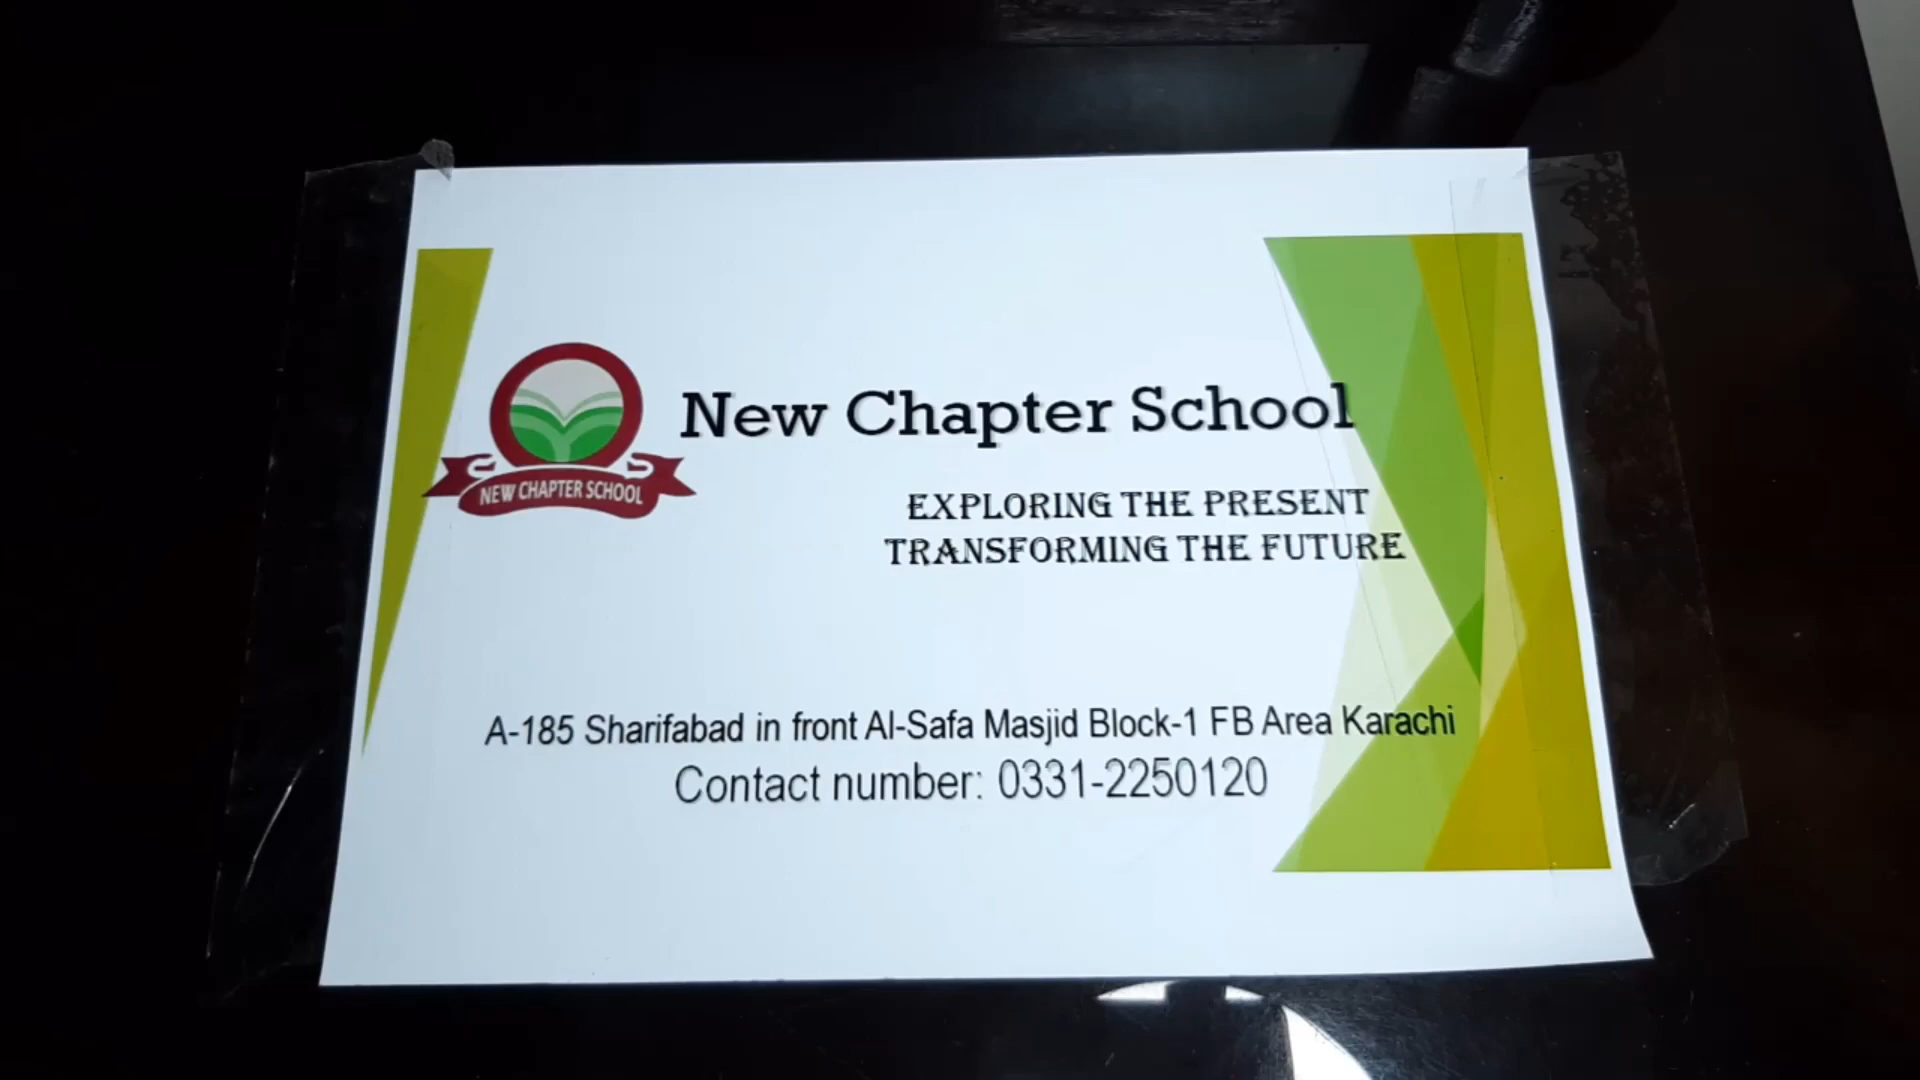 New Chapter School
NEW CHAPTER SCHOOL
EXPLORING THE PRESENT
TRANSFORMING THE FUTURE
A-185 Sharifabad in front Al-Safa Masjid Block-1 FB Area Karachi
Contact number: 0331-2250120